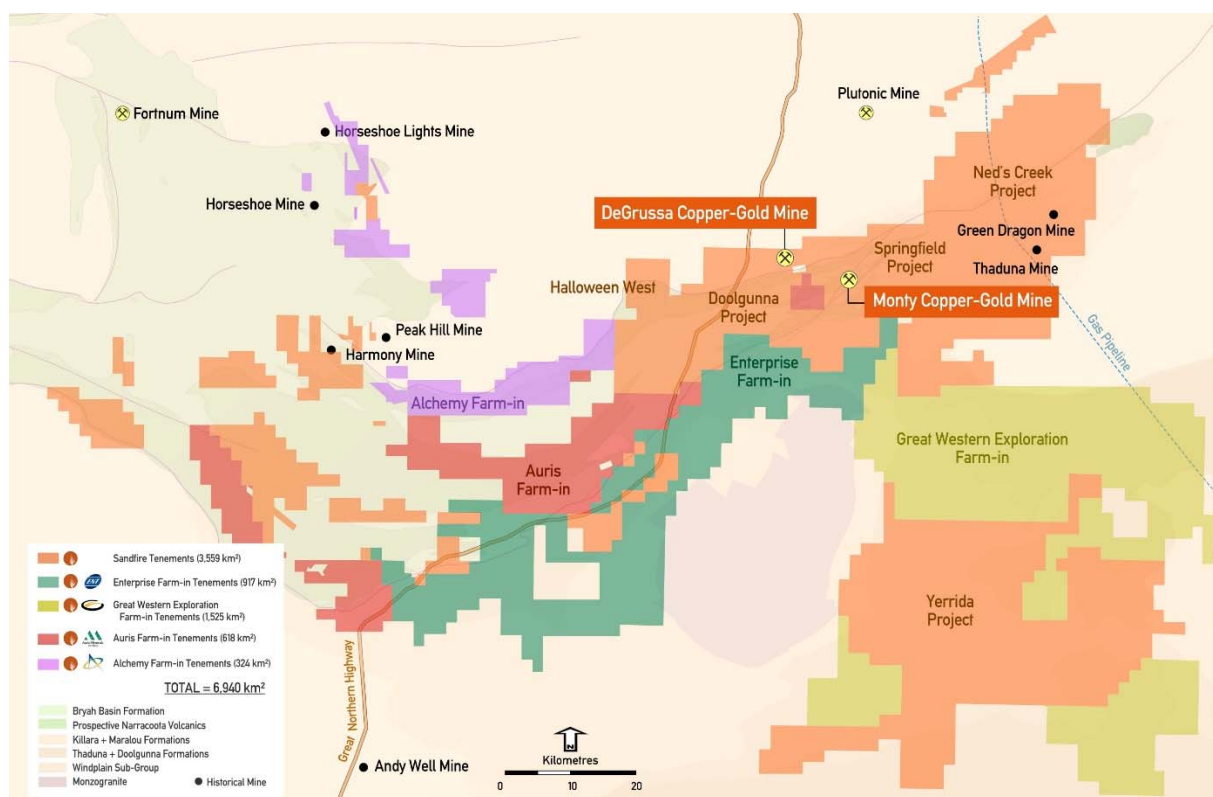 Fortnum Mine
Horseshoe Lights Mine
Horseshoe Mine
Plutonic Mine
Ned's Creek
Project
Green Dragon Mine
Thaduna Mine
DeGrussa Copper-Gold Mine
Springfield
Project
Monty Copper-Gold Mine
Halloween West
Doolgunna
Project
Gas Pipeline
Peak Hill Mine
Harmony Mine
Alchemy Farm-in
Enterprise
Farm-in
Great Western Exploration
Farm-in
Auris
Farm-in
Yerrida
Project
Great Northern Highway
Andy Well Mine
Sandfire Tenements (3,559 km²)
ENT
Enterprise Farm-in Tenements (917 km²)
Great Western Exploration
Farm-in Tenements (1,525 km²)
Auris Farm-in Tenements (618 km²)
Alchemy Farm-in Tenements (324 km²)
TOTAL = 6,940 km²
Bryah Basin Formation
Prospective Narracoota Volcanics
Killara + Maralou Formations
Thaduna + Doolgunna Formations
Windplain Sub-Group
Monzogranite
Historical Mine
N
Kilometres
0 10 20